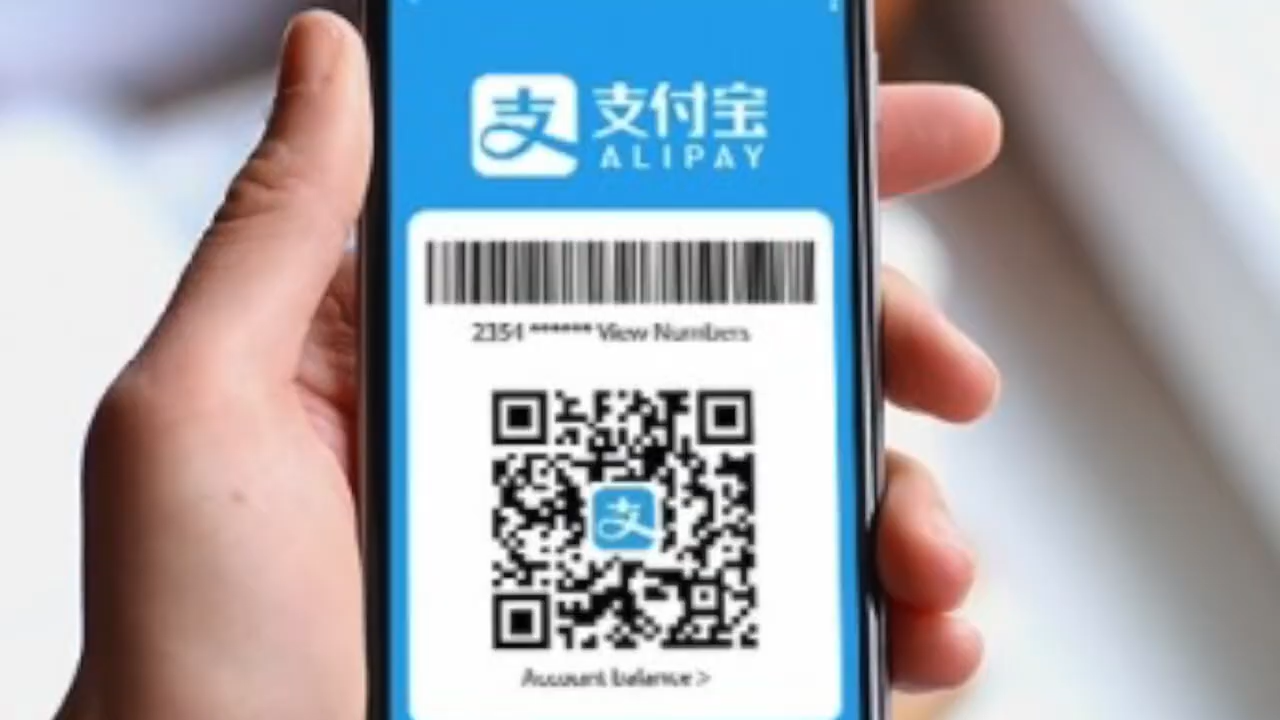 支付宝
ALIPAY
2354 ****** View Numbers
Account balance >